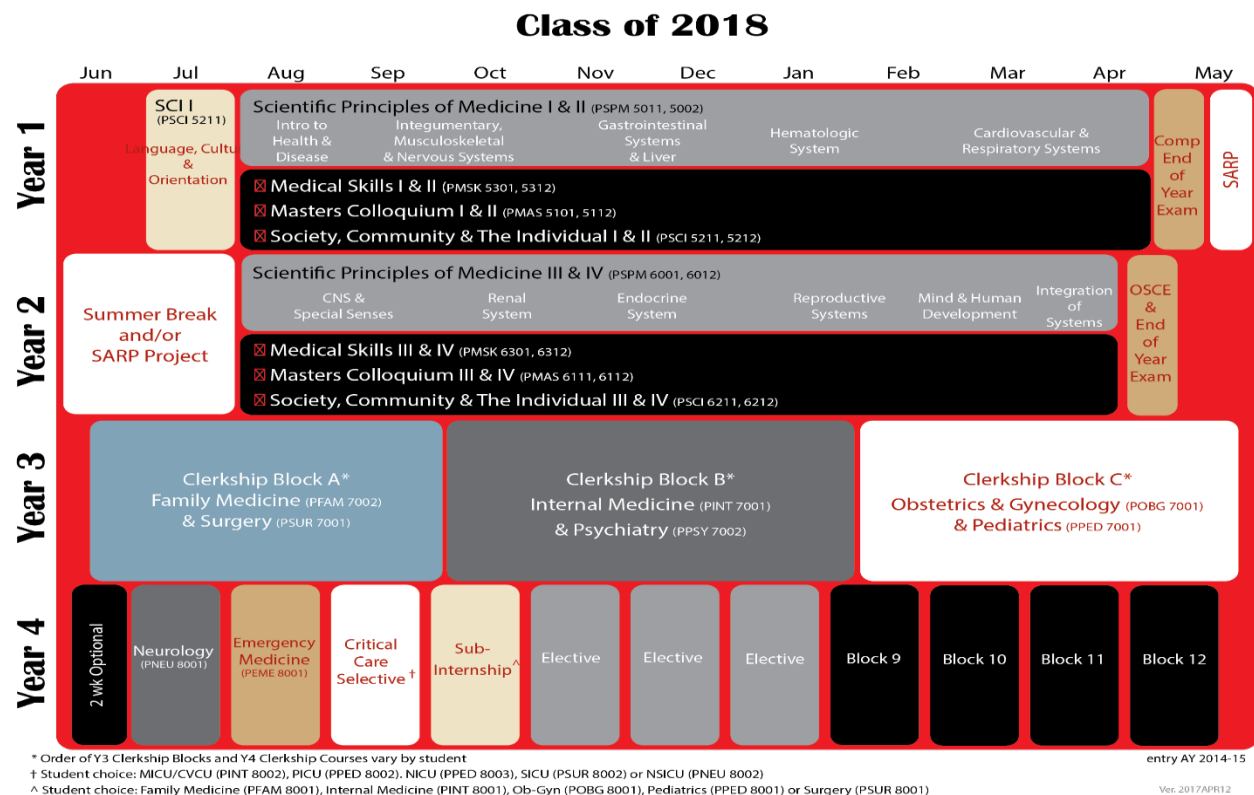 Class of 2018
Jun Jul Aug Sep Oct Nov Dec Jan Feb Mar Apr May
Year 1
SCI I
(PSCI 5211)
Language, Cultu
&
Orientation
Scientific Principles of Medicine I & II (PSPM 5011, 5002)
Intro to
Health &
Disease
Integumentary,
Musculoskeletal
& Nervous Systems
Gastrointestinal
Systems
& Liver
Hematologic
System
Cardiovascular &
Respiratory Systems
Medical Skills I & II (PMSK 5301, 5312)
Masters Colloquium I & II (PMAS 5101, 5112)
Society, Community & The Individual I & II (PSCI 5211, 5212)
Comp
End
of
Year
Exam
SARP
Year 2
Summer Break
and/or
SARP Project
Scientific Principles of Medicine III & IV (PSPM 6001, 6012)
CNS &
Special Senses
Renal
System
Endocrine
System
Reproductive
Systems
Mind & Human
Development
Integration
of
Systems
Medical Skills III & IV (PMSK 6301, 6312)
Masters Colloquium III & IV (PMAS 6111, 6112)
Society, Community & The Individual III & IV (PSCI 6211, 6212)
OSCE
& End
of
Year
Exam
Year 3
Clerkship Block A*
Family Medicine (PFAM 7002)
& Surgery (PSUR 7001)
Clerkship Block B*
Internal Medicine (PINT 7001)
& Psychiatry (PPSY 7002)
Clerkship Block C*
Obstetrics & Gynecology (POBG 7001)
& Pediatrics (PPED 7001)
Year 4
2 wk Optional
Neurology
(PNEU 8001)
Emergency
Medicine
(PEME 8001)
Critical
Care
Selective †
Sub-
Internship^
Elective
Elective
Elective
Block 9
Block 10
Block 11
Block 12
* Order of Y3 Clerkship Blocks and Y4 Clerkship Courses vary by student
entry AY 2014-15
† Student choice: MICU/CVCU (PINT 8002), PICU (PPED 8002). NICU (PPED 8003), SICU (PSUR 8002) or NSICU (PNEU 8002)
^ Student choice: Family Medicine (PFAM 8001), Internal Medicine (PINT 8001), Ob-Gyn (POBG 8001), Pediatrics (PPED 8001) or Surgery (PSUR 8001)
Ver. 2017APR12